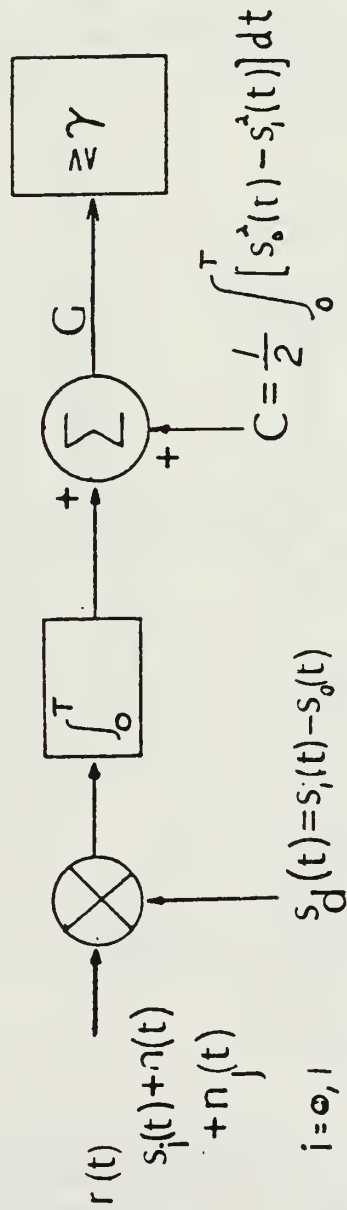 r(t)
s_i(t)+n(t)
+n_j(t)
i=0,1
s_d(t)=s_1(t)-s_0(t)
∫_0^T
+
Σ
+
G
C=1/2 ∫_0^T [s_0^2(t)-s_1^2(t)]dt
≥γ